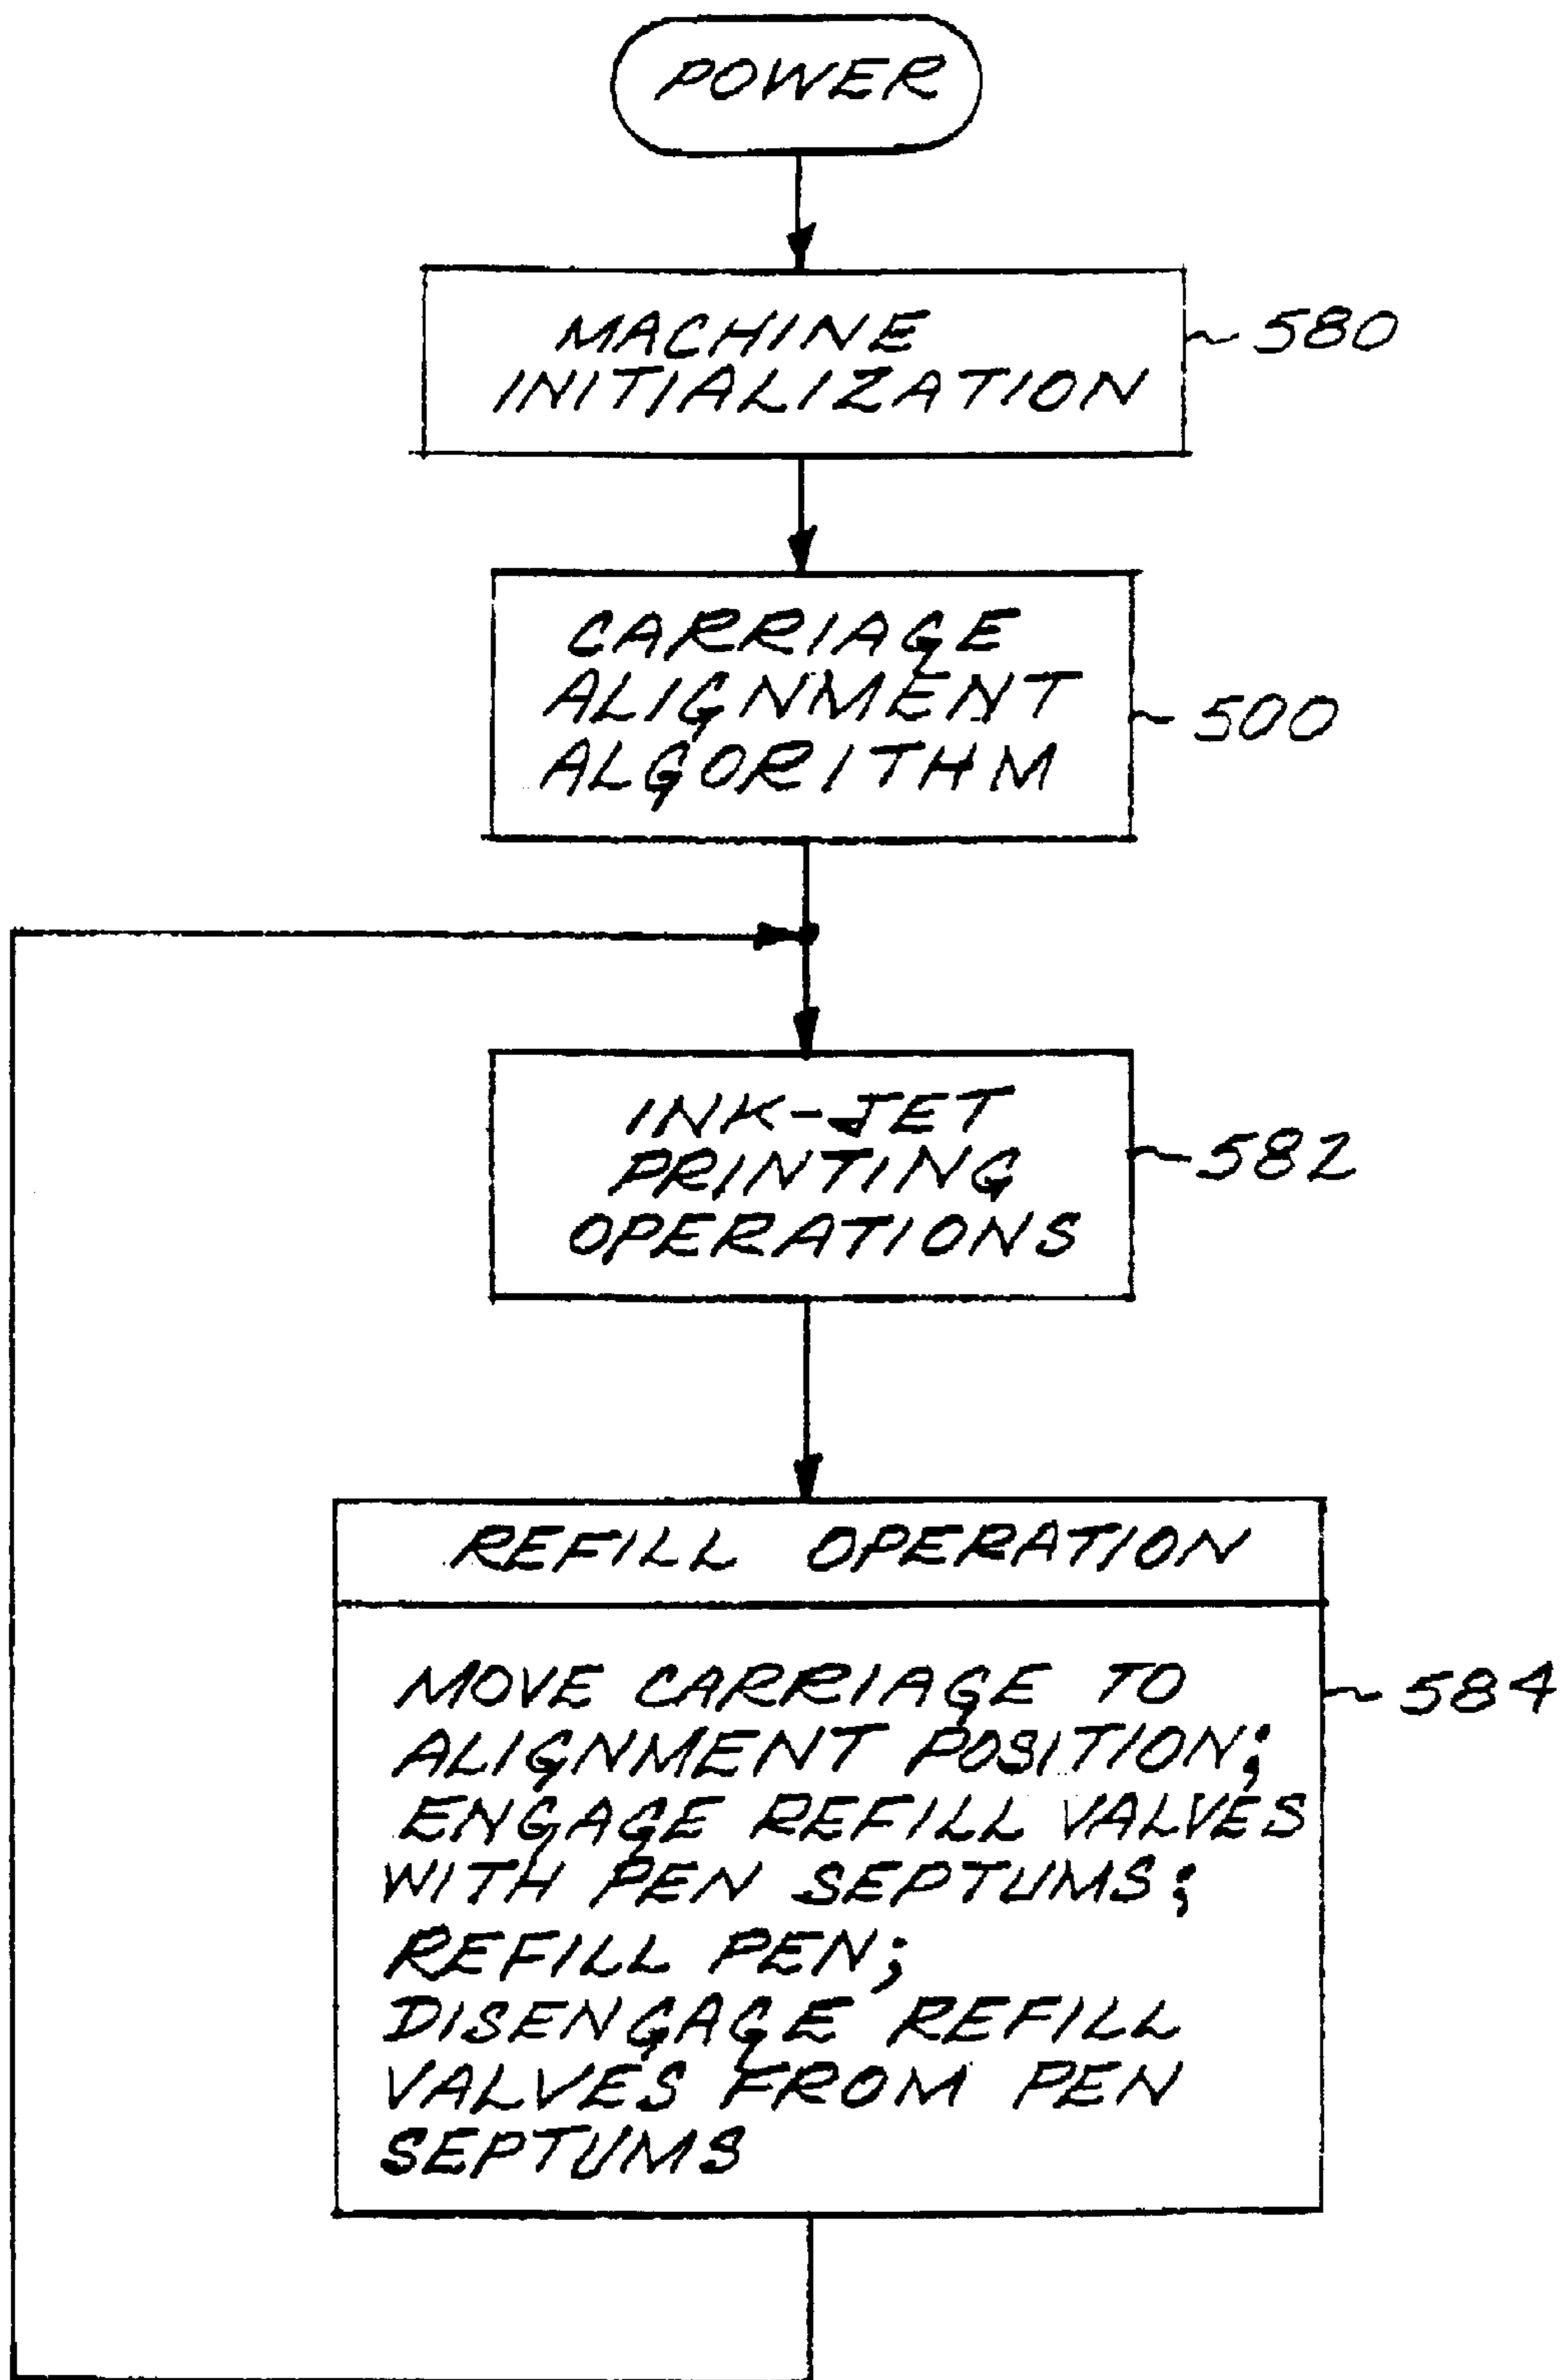 POWER
MACHINE
INITIALIZATION
580
CARRIAGE
ALIGNMENT
ALGORITHM
500
INK-JET
PRINTING
OPERATIONS
582
REFILL OPERATION
MOVE CARRIAGE TO
ALIGNMENT POSITION;
ENGAGE REFILL VALVES
WITH PEN SEPTUMS;
REFILL PEN;
DISENGAGE REFILL
VALVES FROM PEN
SEPTUMS
584